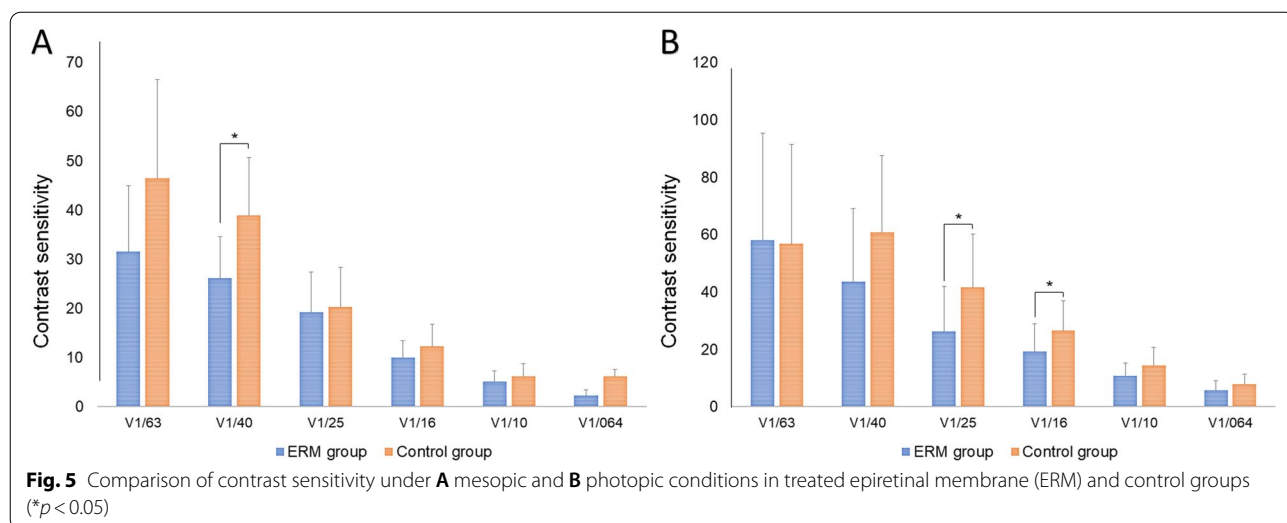 A
Contrast sensitivity
70
60
50
40
30
20
10
0
*
V1/63 V1/40 V1/25 V1/16 V1/10 V1/064
ERM group Control group
B
Contrast sensitivity
120
100
80
60
40
20
0
*
*
V1/63 V1/40 V1/25 V1/16 V1/10 V1/064
ERM group Control group
Fig. 5 Comparison of contrast sensitivity under A mesopic and B photopic conditions in treated epiretinal membrane (ERM) and control groups
(*p < 0.05)